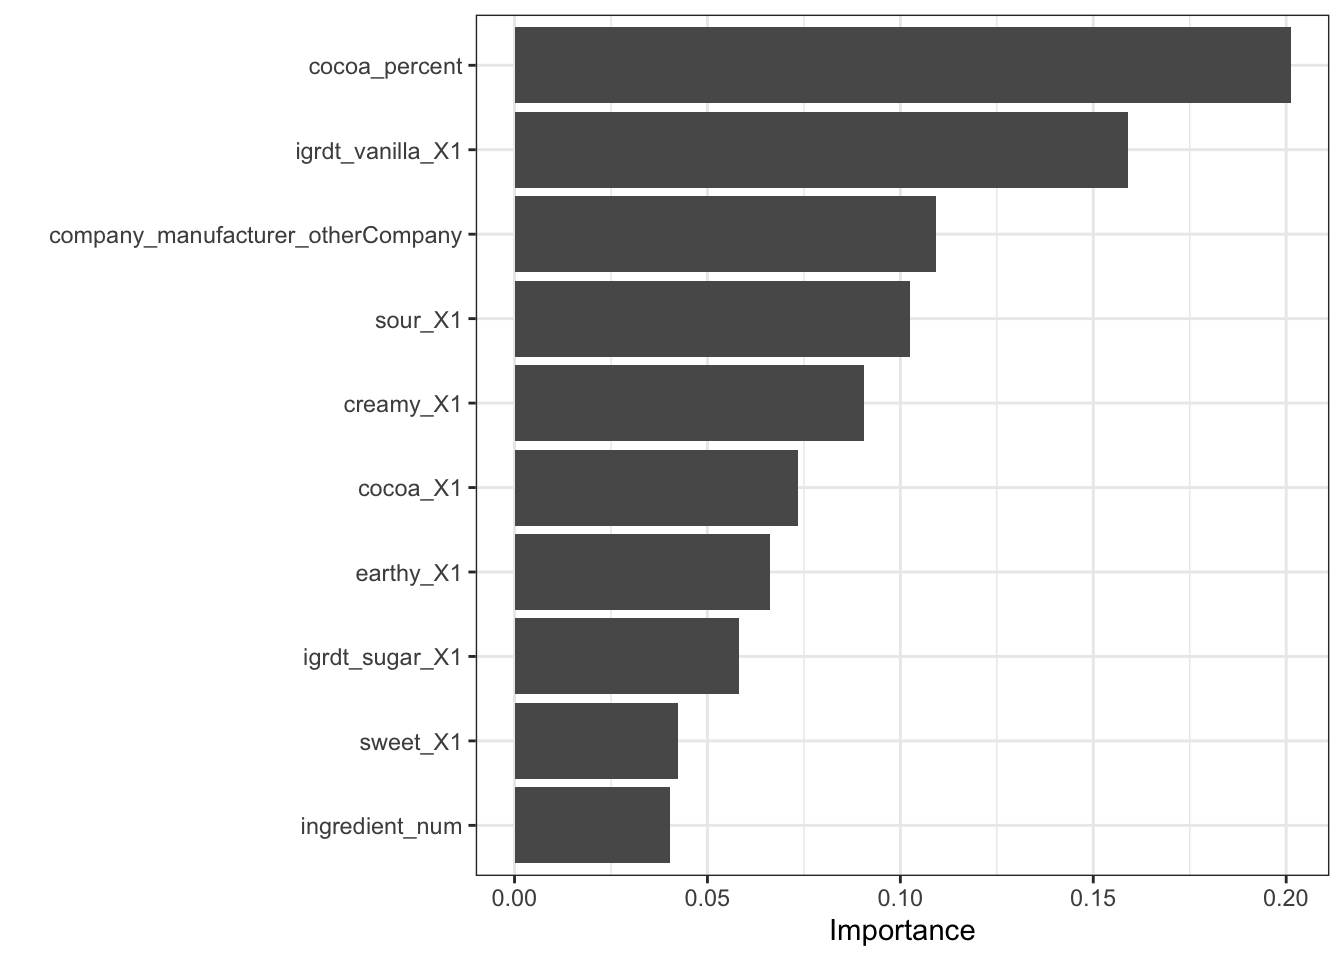 cocoa_percent
igrdt_vanilla_X1
company_manufacturer_otherCompany
sour_X1
creamy_X1
cocoa_X1
earthy_X1
igrdt_sugar_X1
sweet_X1
ingredient_num
0.00 0.05 0.10 0.15 0.20
Importance